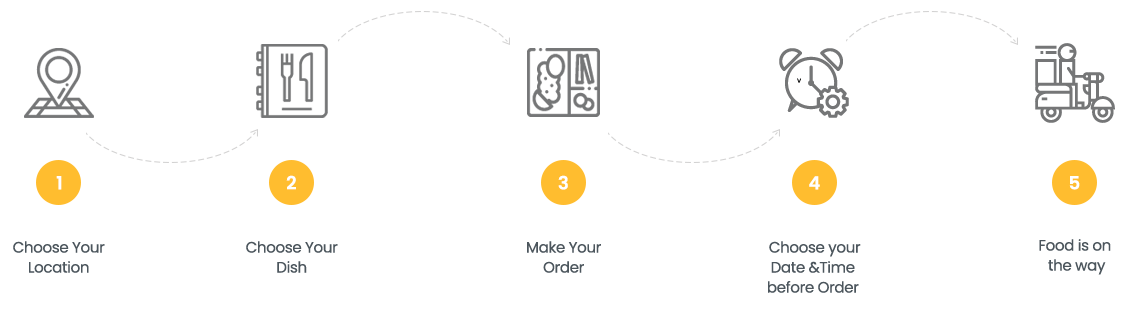 1
2
3
4
5
Choose Your
Location
Choose Your
Dish
Make Your
Order
Choose your
Date &Time
before Order
Food is on
the way